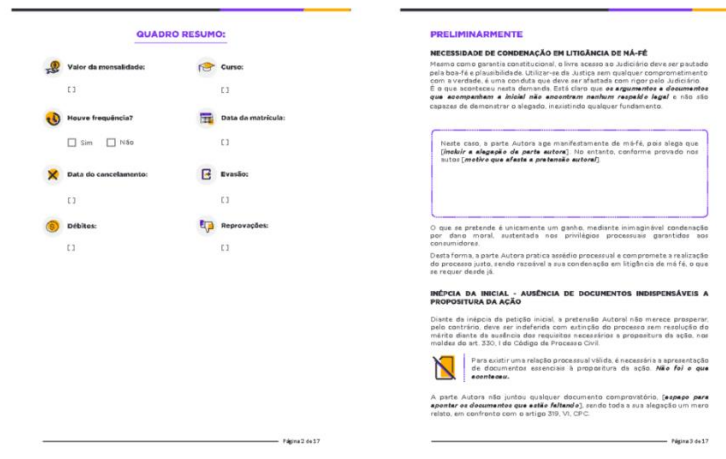 QUADRO RESUMO:
Valor da mensalidade:
[ ]
Curso:
[ ]
Houve frequência?
Sim Não
Data da matrícula:
[ ]
Data do cancelamento:
[ ]
Evasão:
[ ]
Débitos:
[ ]
Reprovações:
[ ]
Página 2 de 17
PRELIMINARMENTE
NECESSIDADE DE CONDENAÇÃO EM LITIGÂNCIA DE MÁ-FÉ
Mesmo como garantia constitucional, o livre acesso ao Judiciário deve ser pautado
pela boa-fé e plausibilidade. Utilizar-se da Justiça sem qualquer comprometimento
com a verdade, é uma conduta que deve ser afastada com rigor pelo Judiciário.
É o que aconteceu nesta demanda. Está claro que os argumentos e documentos
que acompanham a inicial não encontram nenhum respaldo legal e não são
capazes de demonstrar o alegado, inexistindo qualquer fundamento.
Neste caso, a parte Autora age manifestamente de má-fé, pois alega que
[incluir a alegação da parte autora]. No entanto, conforme provado nos
autos [motivo que afasta a pretensão autoral].
O que se pretende é unicamente um ganho, mediante inimaginável condenação
por dano moral, sustentada nos privilégios processuais garantidos aos
consumidores.
Desta forma, a parte Autora pratica assédio processual e compromete a realização
do processo justo, sendo razoável a sua condenação em litigância de má fé, o que
se requer desde já.
INÉPCIA DA INICIAL - AUSÊNCIA DE DOCUMENTOS INDISPENSÁVEIS A
PROPOSITURA DA AÇÃO
Diante da inépcia da petição inicial, a pretensão Autoral não merece prosperar,
pelo contrário, deve ser indeferida com extinção do processo sem resolução do
mérito diante da ausência dos requisitos necessários a propositura da ação, nos
moldes do art. 330, I do Código de Processo Civil.
Para existir uma relação processual válida, é necessária a apresentação
de documentos essenciais à propositura da ação. Não foi o que
aconteceu.
A parte Autora não juntou qualquer documento comprovatório, [espaço para
apontar os documentos que estão faltando], sendo toda a sua alegação um mero
relato, em confronto com o artigo 319, VI, CPC.
Página 3 de 17